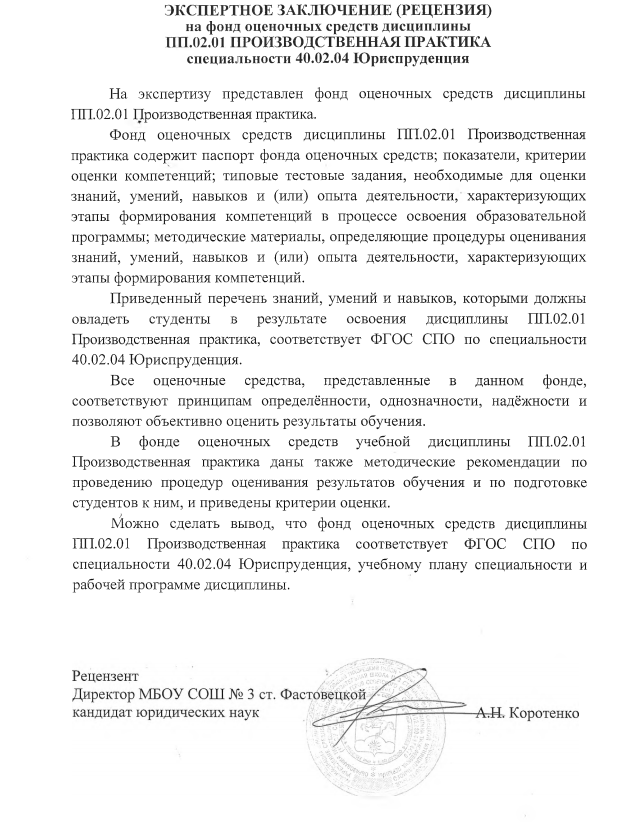 ЭКСПЕРТНОЕ ЗАКЛЮЧЕНИЕ (РЕЦЕНЗИЯ)
на фонд оценочных средств дисциплины
ПП.02.01 ПРОИЗВОДСТВЕННАЯ ПРАКТИКА
специальности 40.02.04 Юриспруденция
На экспертизу представлен фонд оценочных средств дисциплины
ПП.02.01 Производственная практика.
Фонд оценочных средств дисциплины ПП.02.01 Производственная
практика содержит паспорт фонда оценочных средств; показатели, критерии
оценки компетенций; типовые тестовые задания, необходимые для оценки
знаний, умений, навыков и (или) опыта деятельности, характеризующих
этапы формирования компетенций в процессе освоения образовательной
программы; методические материалы, определяющие процедуры оценивания
знаний, умений, навыков и (или) опыта деятельности, характеризующих
этапы формирования компетенций.
Приведенный перечень знаний, умений и навыков, которыми должны
овладеть студенты в результате освоения дисциплины ПП.02.01
Производственная практика, соответствует ФГОС СПО по специальности
40.02.04 Юриспруденция.
Все оценочные средства, представленные в данном фонде,
соответствуют принципам определённости, однозначности, надёжности и
позволяют объективно оценить результаты обучения.
В фонде оценочных средств учебной дисциплины ПП.02.01
Производственная практика даны также методические рекомендации по
проведению процедур оценивания результатов обучения и по подготовке
студентов к ним, и приведены критерии оценки.
Можно сделать вывод, что фонд оценочных средств дисциплины
ПП.02.01 Производственная практика соответствует ФГОС СПО по
специальности 40.02.04 Юриспруденция, учебному плану специальности и
рабочей программе дисциплины.
Рецензент
Директор МБОУ СОШ № 3 ст. Фастовецкой
кандидат юридических наук А.Н. Коротенко